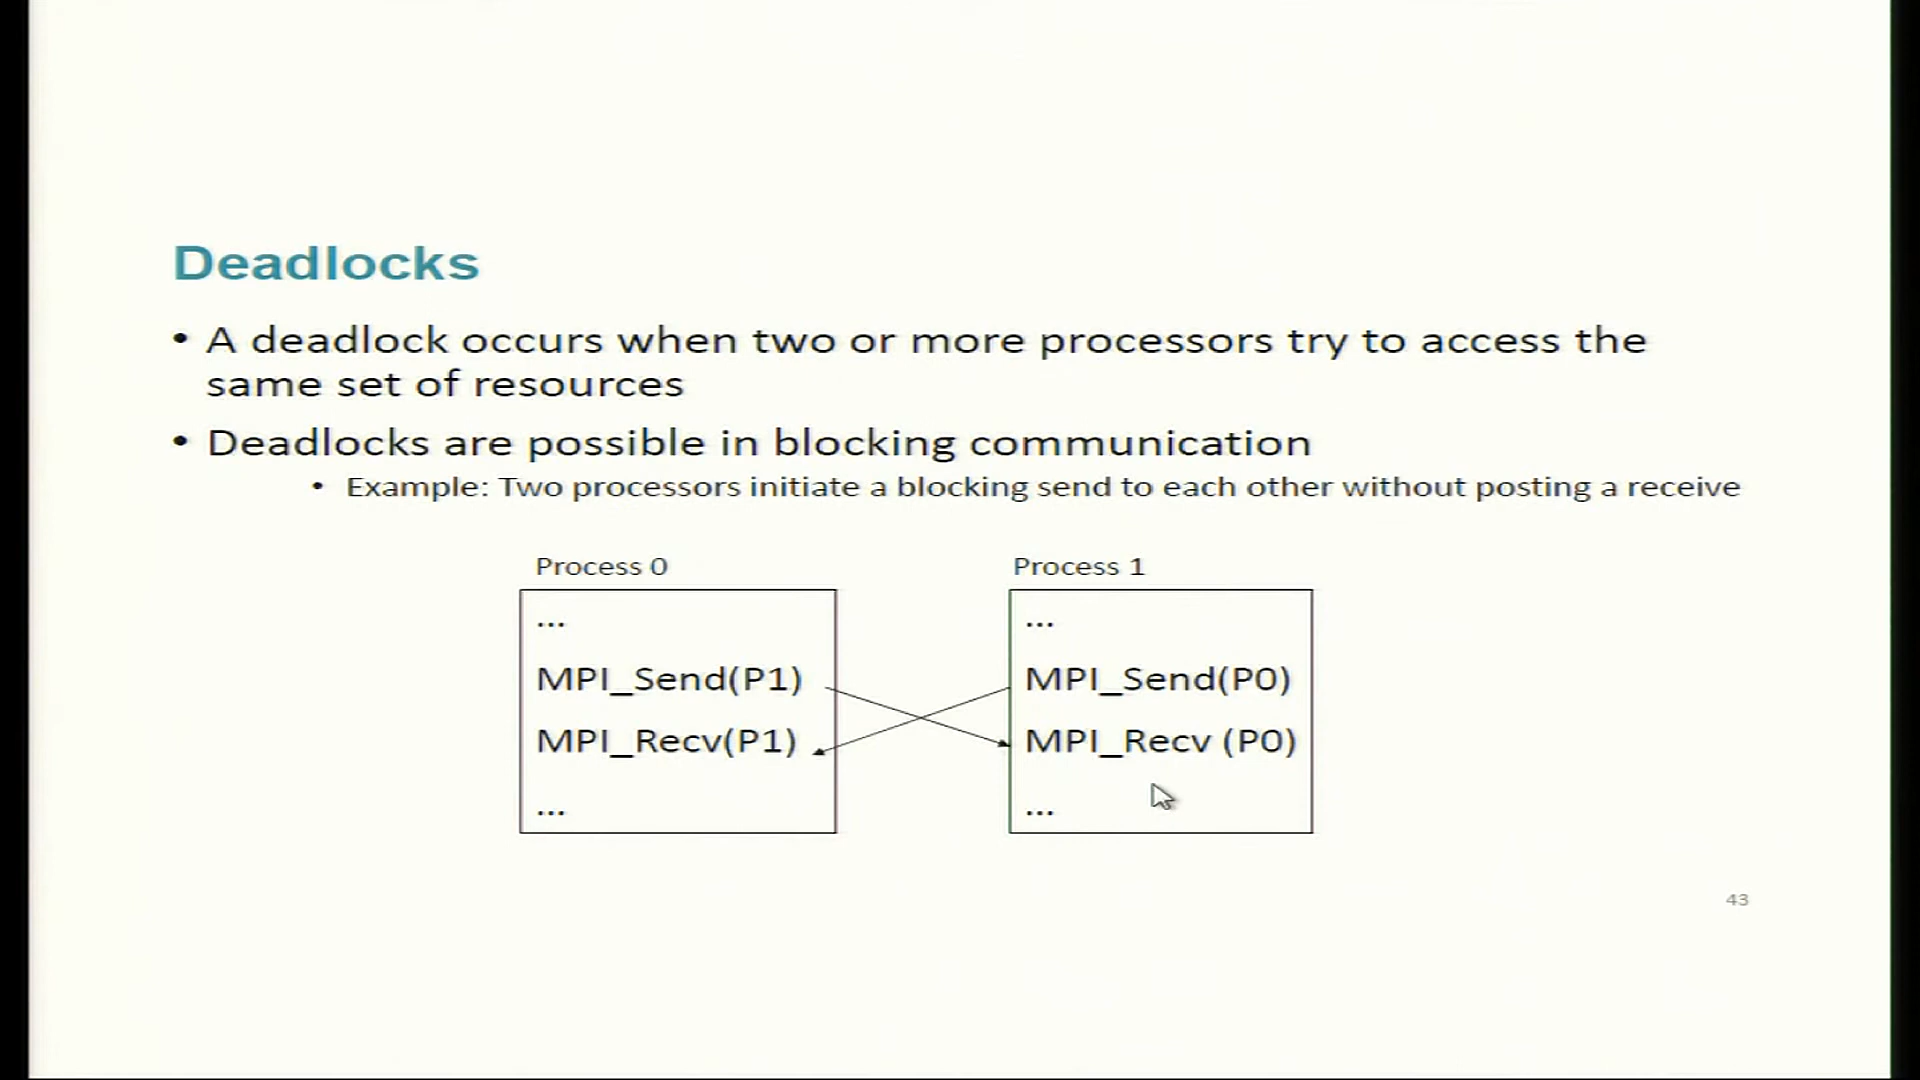 Deadlocks
• A deadlock occurs when two or more processors try to access the
same set of resources
• Deadlocks are possible in blocking communication
• Example: Two processors initiate a blocking send to each other without posting a receive
Process 0
...
MPI_Send(P1)
MPI_Recv(P1)
...
Process 1
...
MPI_Send(P0)
MPI_Recv (P0)
...
43